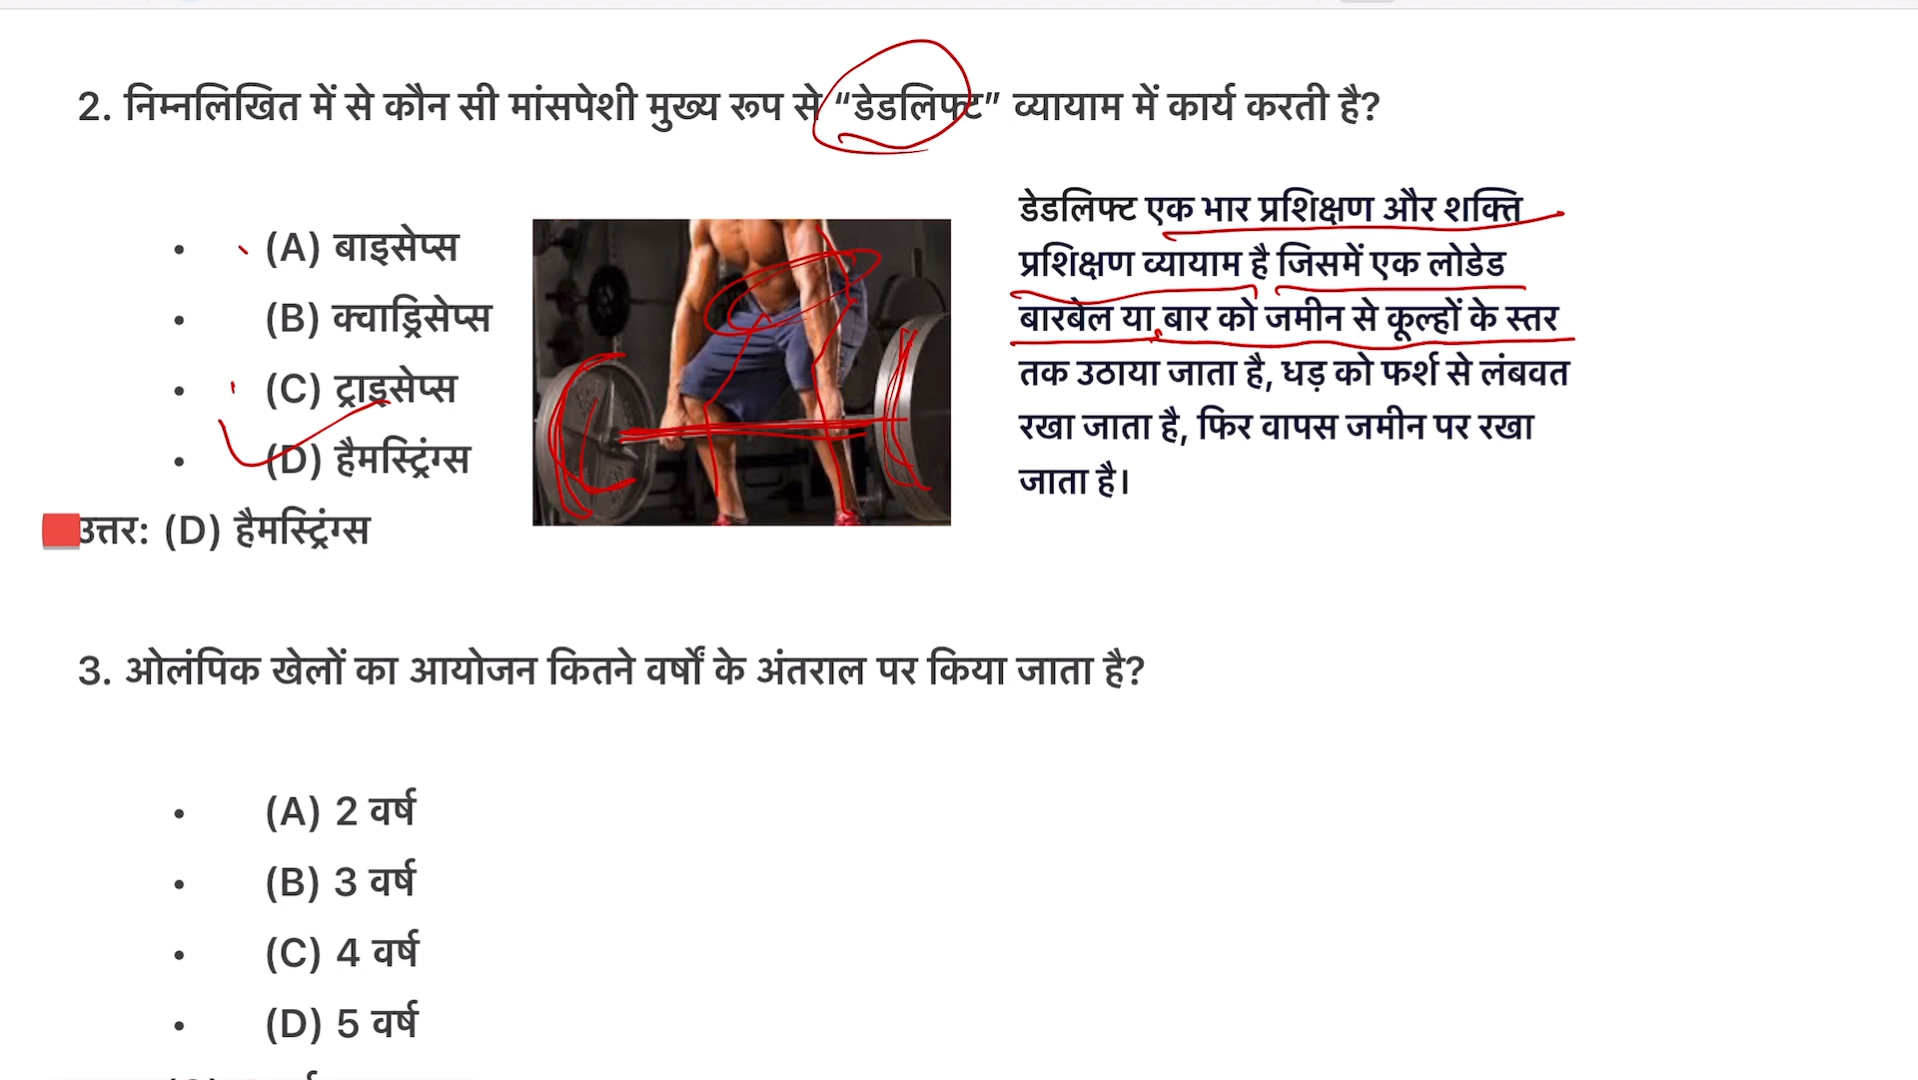 2. निम्नलिखित में से कौन सी मांसपेशी मुख्य रूप से “डेडलिफ्ट” व्यायाम में कार्य करती है?
• (A) बाइसेप्स
• (B) क्वाड्रिसेप्स
• (C) ट्राइसेप्स
• (D) हैमस्ट्रिंग्स
उत्तर: (D) हैमस्ट्रिंग्स
डेडलिफ्ट एक भार प्रशिक्षण और शक्ति
प्रशिक्षण व्यायाम है जिसमें एक लोडेड
बारबेल या बार को जमीन से कूल्हों के स्तर
तक उठाया जाता है, धड़ को फर्श से लंबवत
रखा जाता है, फिर वापस जमीन पर रखा
जाता है।
3. ओलंपिक खेलों का आयोजन कितने वर्षों के अंतराल पर किया जाता है?
• (A) 2 वर्ष
• (B) 3 वर्ष
• (C) 4 वर्ष
• (D) 5 वर्ष